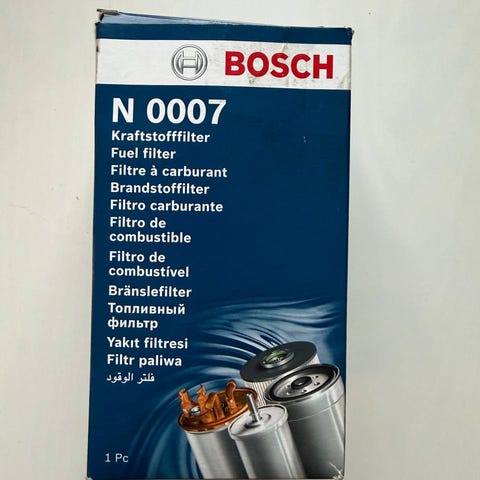 BOSCH
N 0007
Kraftstofffilter
Fuel filter
Filtre à carburant
Brandstoffilter
Filtro carburante
Filtro de
combustible
Filtro de
combustível
Bränslefilter
Топливный
фильтр
Yakıt filtresi
Filtr paliwa
فلتر الوقود
1 Pc